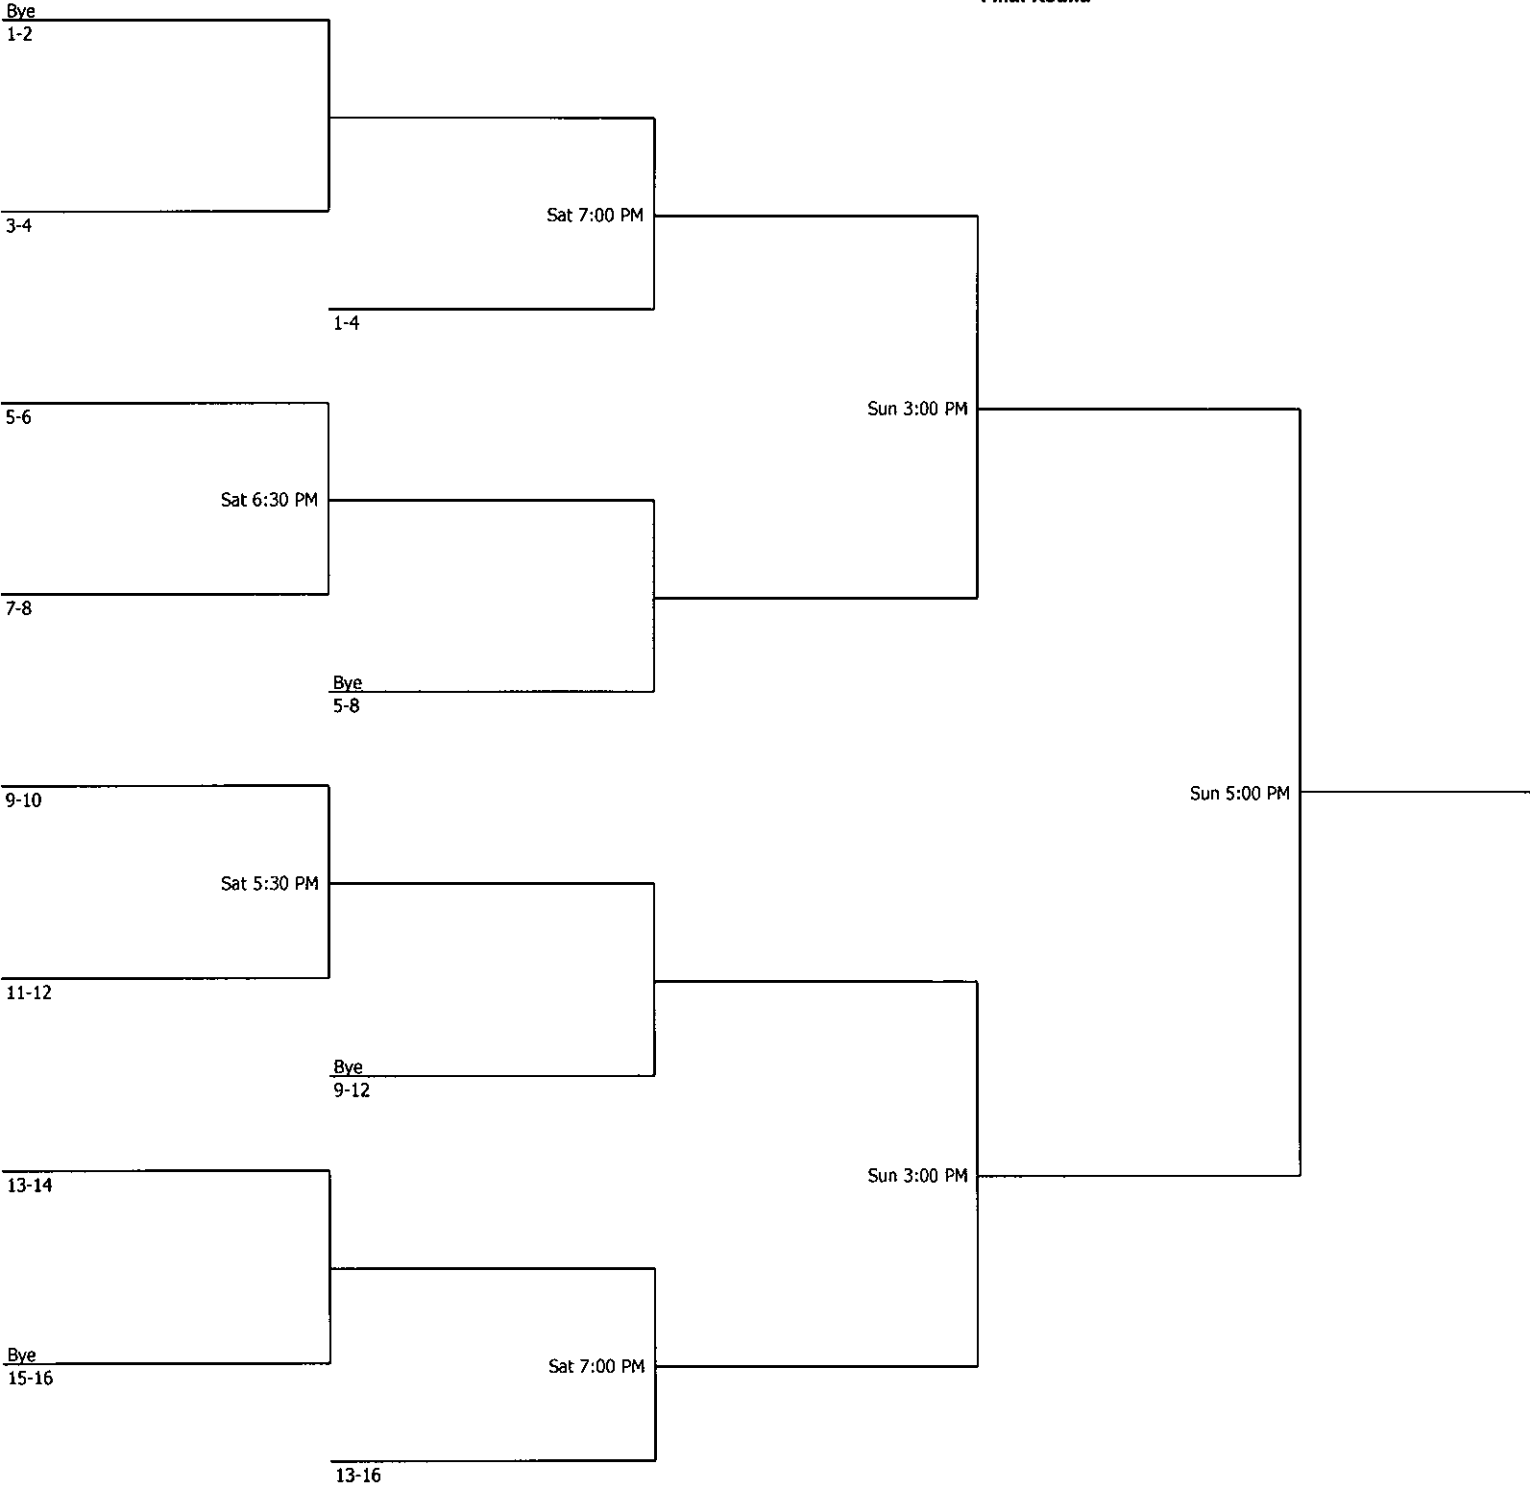 Bye
1-2
3-4
Sat 7:00 PM
1-4
5-6
Sun 3:00 PM
Sat 6:30 PM
7-8
Bye
5-8
9-10
Sun 5:00 PM
Sat 5:30 PM
11-12
Bye
9-12
13-14
Sun 3:00 PM
Bye
15-16
Sat 7:00 PM
13-16